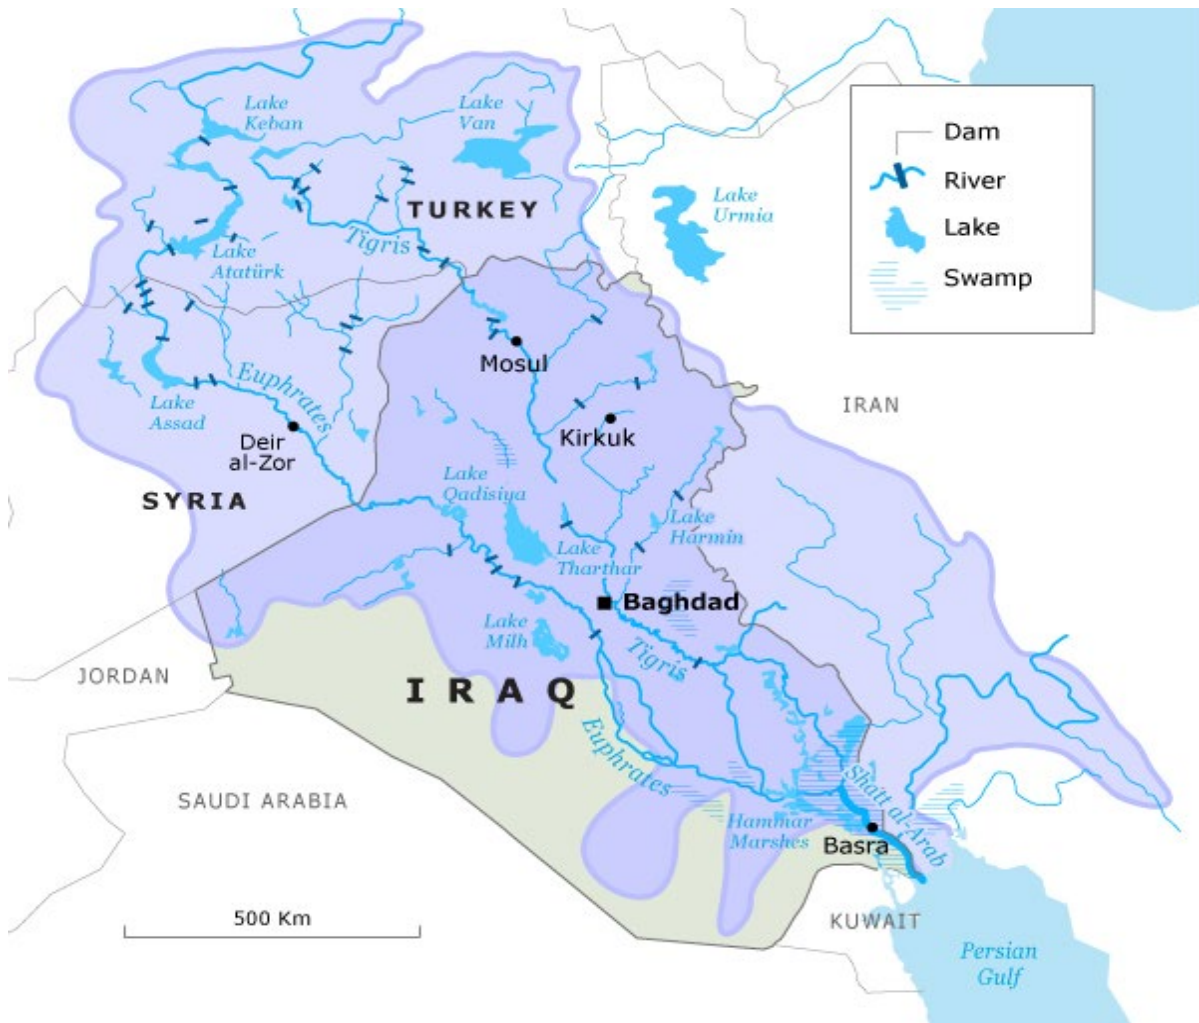 Lake
Keban
Lake
Van
Dam
River
Lake
Swamp
Lake
Urmia
TURKEY
Tigris
Lake
Atatürk
Mosul
Euphrates
Lake
Assad
IRAN
Kirkuk
Deir
al-Zor
SYRIA
Lake
Qadisiya
Lake
Harmin
Lake
Tharthar
Baghdad
Lake
Milh
Tigris
JORDAN
IRAQ
Euphrates
Shatt al-Arab
SAUDI ARABIA
Hammar
Marshes
Basra
500 Km
KUWAIT
Persian
Gulf